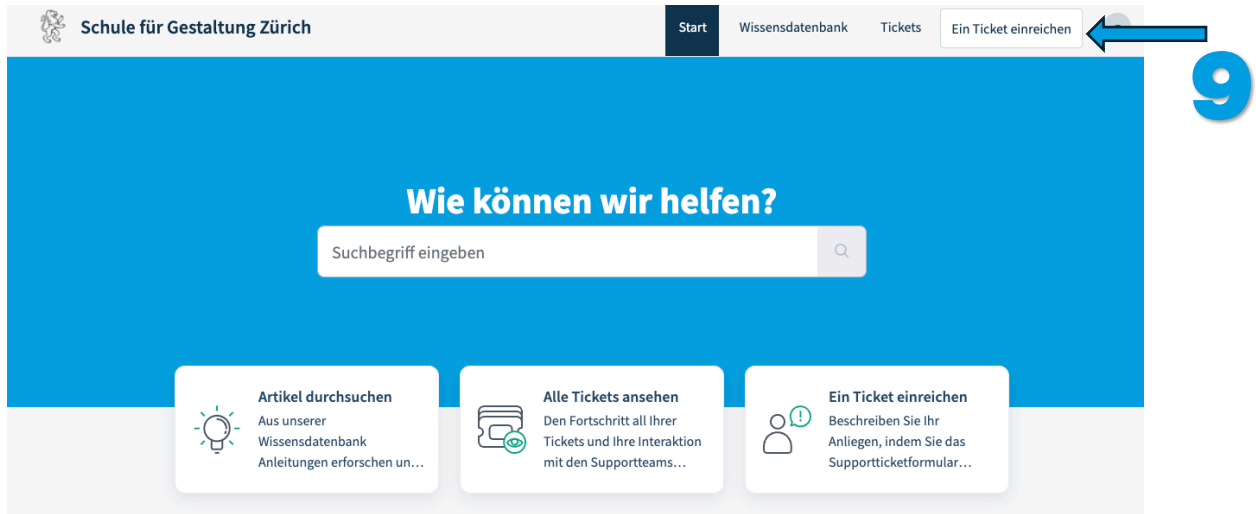 Schule für Gestaltung Zürich
Start
Wissensdatenbank
Tickets
Ein Ticket einreichen
9
Wie können wir helfen?
Suchbegriff eingeben
Artikel durchsuchen
Aus unserer
Wissensdatenbank
Anleitungen erforschen un…
Alle Tickets ansehen
Den Fortschritt all Ihrer
Tickets und Ihre Interaktion
mit den Supportteams…
Ein Ticket einreichen
Beschreiben Sie Ihr
Anliegen, indem Sie das
Supportticketformular…